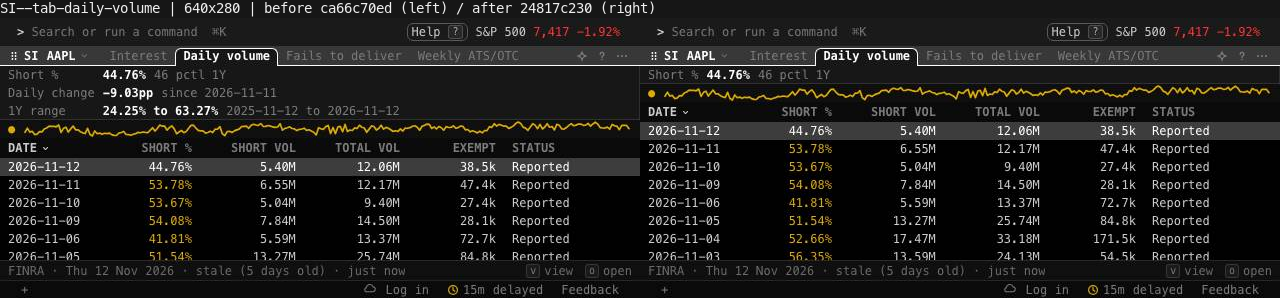 SI--tab-daily-volume | 640x280 | before ca66c70ed (left) / after 24817c230 (right)
> Search or run a command ⌘K Help ? S&P 500 7,417 −1.92%
SI AAPL Interest Daily volume Fails to deliver Weekly ATS/OTC ? ···
Short % 44.76% 46 pctl 1Y
Daily change −9.03pp since 2026-11-11
1Y range 24.25% to 63.27% 2025-11-12 to 2026-11-12
DATE SHORT % SHORT VOL TOTAL VOL EXEMPT STATUS
2026-11-12 44.76% 5.40M 12.06M 38.5k Reported
2026-11-11 53.78% 6.55M 12.17M 47.4k Reported
2026-11-10 53.67% 5.04M 9.40M 27.4k Reported
2026-11-09 54.08% 7.84M 14.50M 28.1k Reported
2026-11-06 41.81% 5.59M 13.37M 72.7k Reported
2026-11-05 51.54% 13.27M 25.74M 84.8k Reported
FINRA · Thu 12 Nov 2026 · stale (5 days old) · just now v view o open
+ Log in 15m delayed Feedback
> Search or run a command ⌘K Help ? S&P 500 7,417 −1.92%
SI AAPL Interest Daily volume Fails to deliver Weekly ATS/OTC ? ···
Short % 44.76% 46 pctl 1Y
DATE SHORT % SHORT VOL TOTAL VOL EXEMPT STATUS
2026-11-12 44.76% 5.40M 12.06M 38.5k Reported
2026-11-11 53.78% 6.55M 12.17M 47.4k Reported
2026-11-10 53.67% 5.04M 9.40M 27.4k Reported
2026-11-09 54.08% 7.84M 14.50M 28.1k Reported
2026-11-06 41.81% 5.59M 13.37M 72.7k Reported
2026-11-05 51.54% 13.27M 25.74M 84.8k Reported
2026-11-04 52.66% 17.47M 33.18M 171.5k Reported
2026-11-03 56.35% 13.59M 24.13M 54.5k Reported
FINRA · Thu 12 Nov 2026 · stale (5 days old) · just now v view o open
+ Log in 15m delayed Feedback